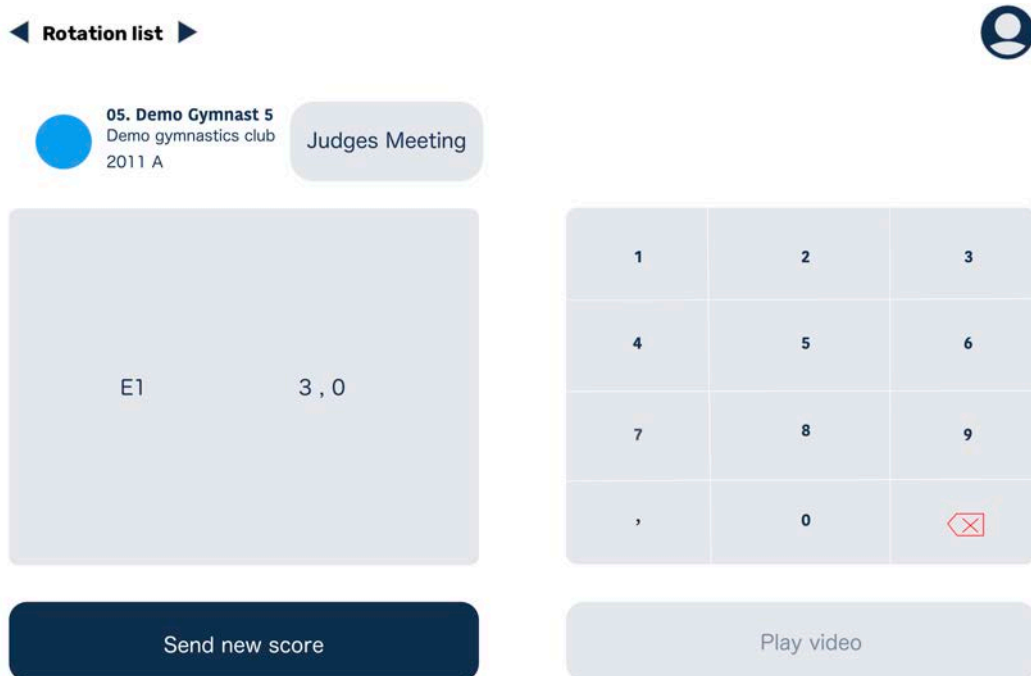 Rotation list
05. Demo Gymnast 5
Demo gymnastics club
2011 A
Judges Meeting
E1 3 , 0
1 2 3
4 5 6
7 8 9
, 0
Send new score
Play video